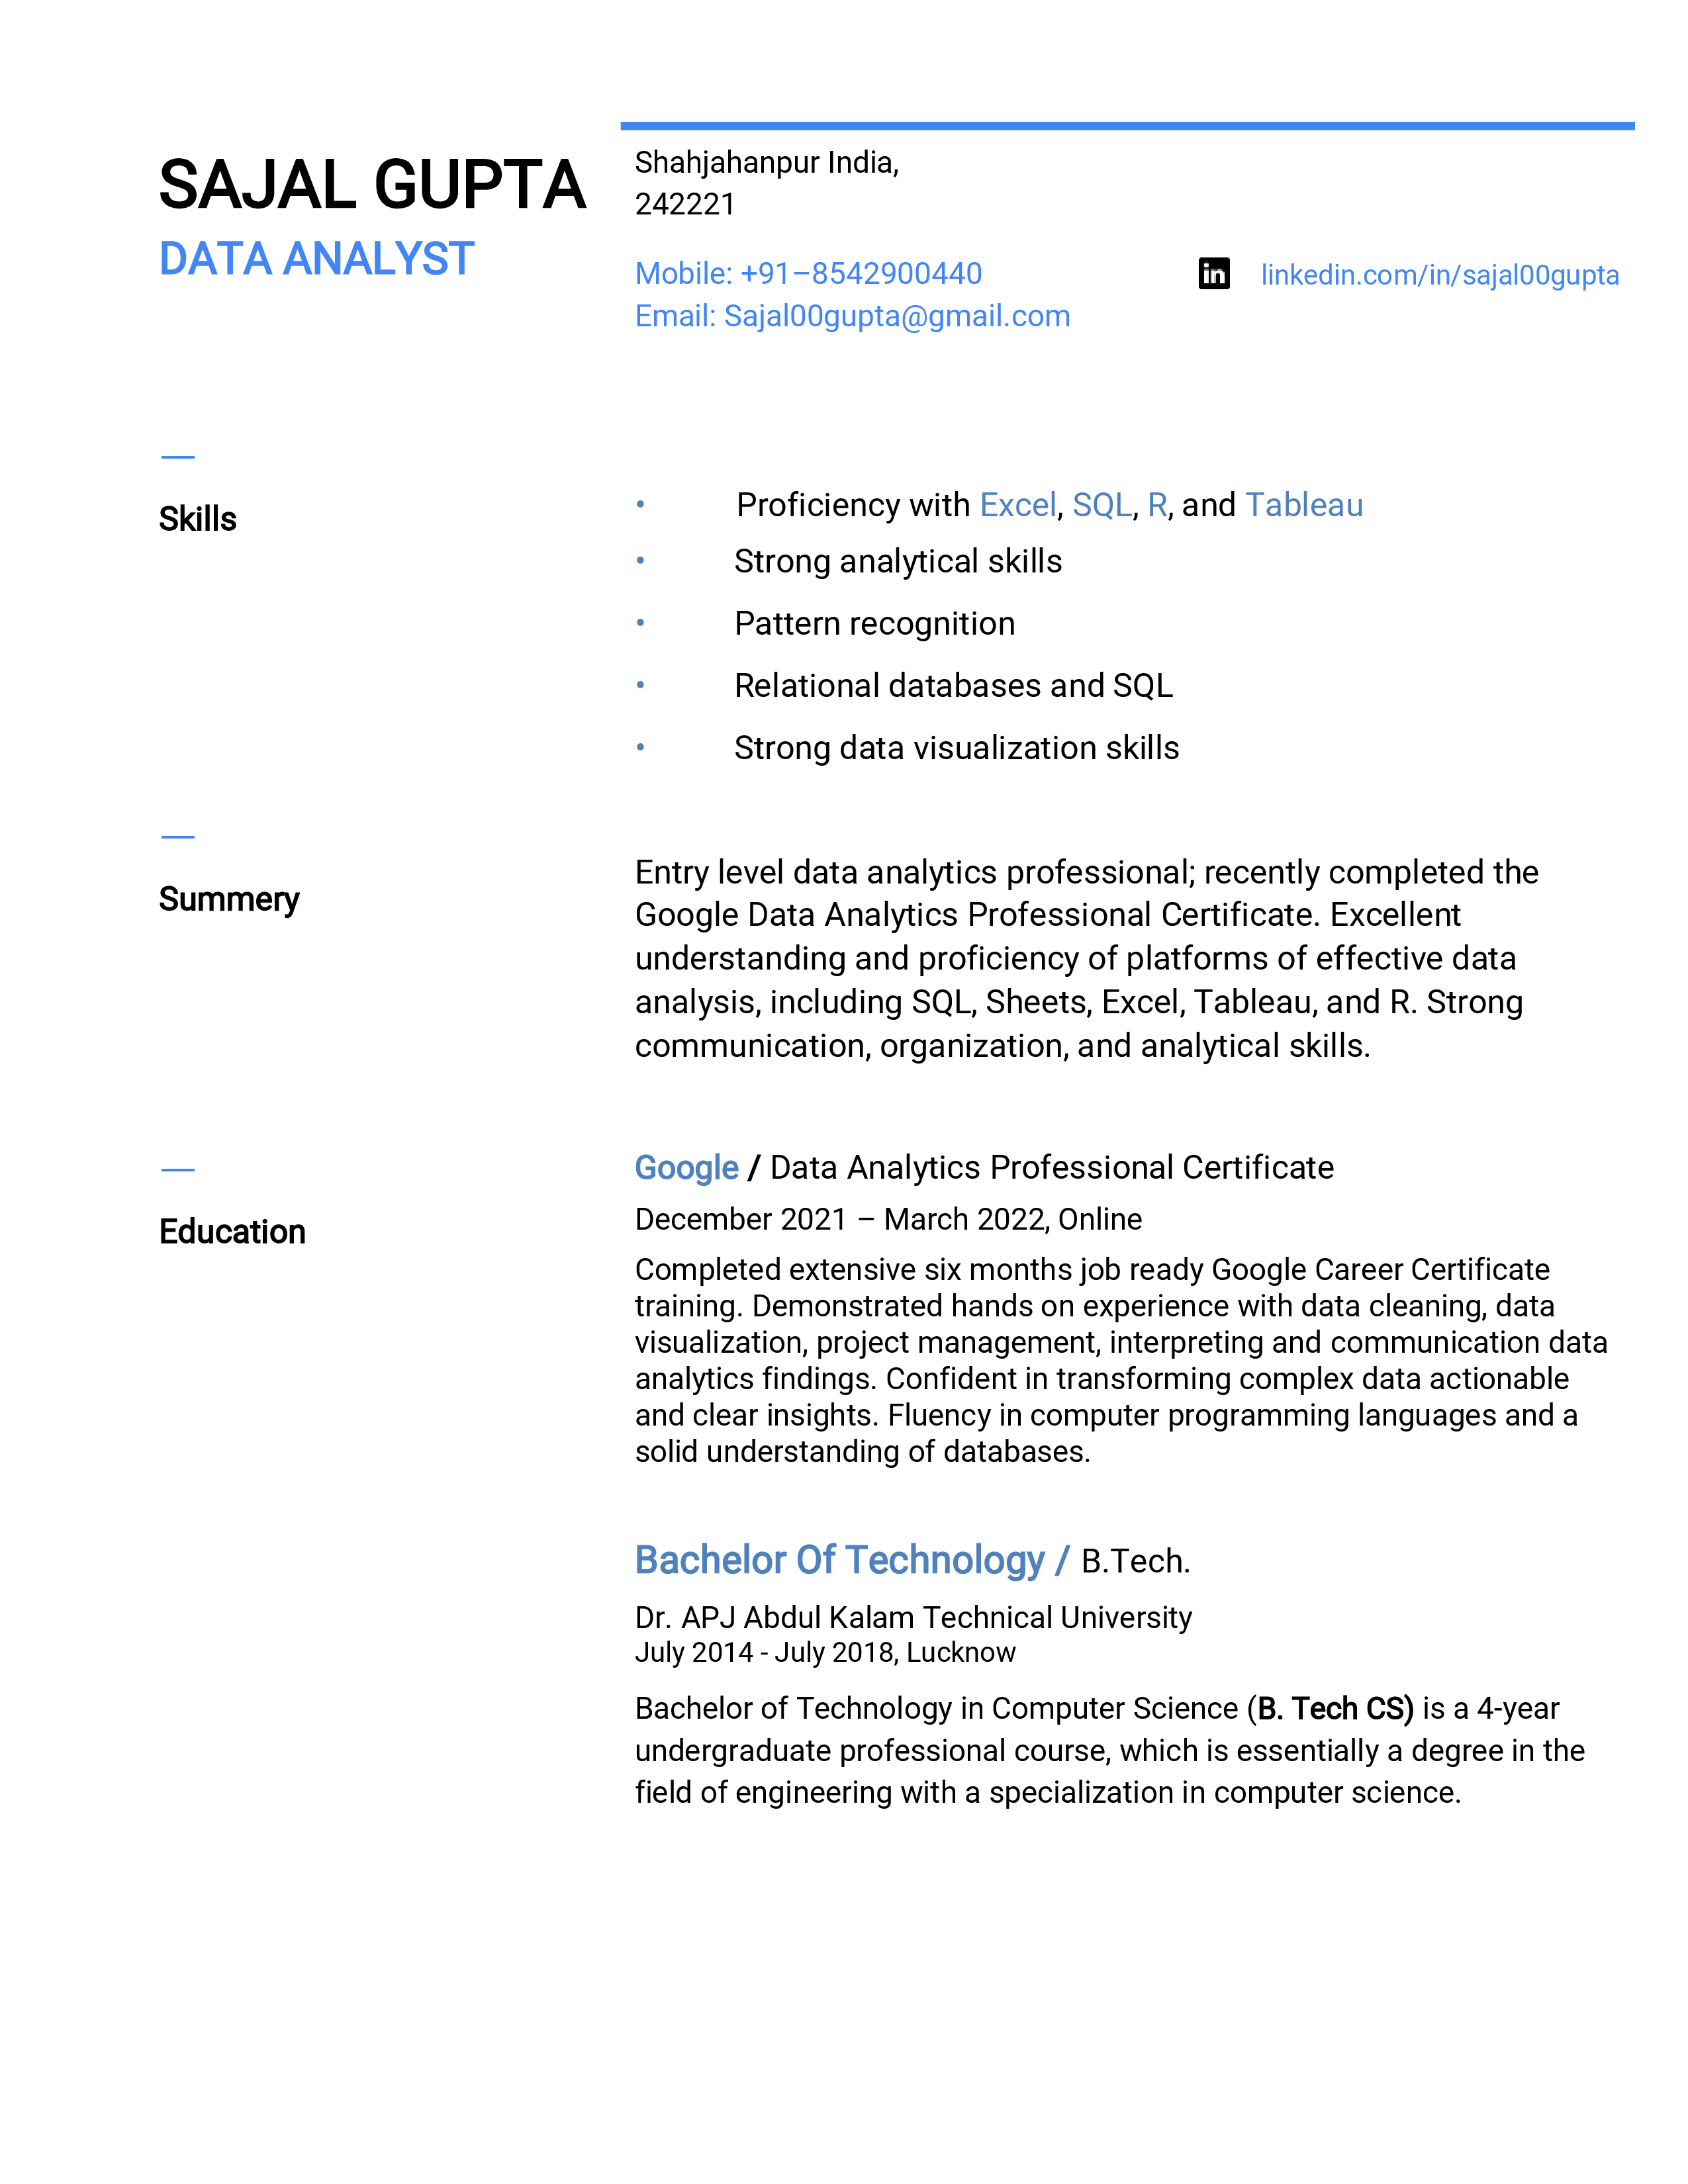 SAJAL GUPTA
DATA ANALYST
Shahjahanpur India,
242221
Mobile: +91–8542900440
Email: Sajal00gupta@gmail.com
linkedin.com/in/sajal00gupta
Skills
• Proficiency with Excel, SQL, R, and Tableau
• Strong analytical skills
• Pattern recognition
• Relational databases and SQL
• Strong data visualization skills
Summery
Entry level data analytics professional; recently completed the
Google Data Analytics Professional Certificate. Excellent
understanding and proficiency of platforms of effective data
analysis, including SQL, Sheets, Excel, Tableau, and R. Strong
communication, organization, and analytical skills.
Education
Google / Data Analytics Professional Certificate
December 2021 – March 2022, Online
Completed extensive six months job ready Google Career Certificate
training. Demonstrated hands on experience with data cleaning, data
visualization, project management, interpreting and communication data
analytics findings. Confident in transforming complex data actionable
and clear insights. Fluency in computer programming languages and a
solid understanding of databases.
Bachelor Of Technology / B.Tech.
Dr. APJ Abdul Kalam Technical University
July 2014 - July 2018, Lucknow
Bachelor of Technology in Computer Science (B. Tech CS) is a 4-year
undergraduate professional course, which is essentially a degree in the
field of engineering with a specialization in computer science.